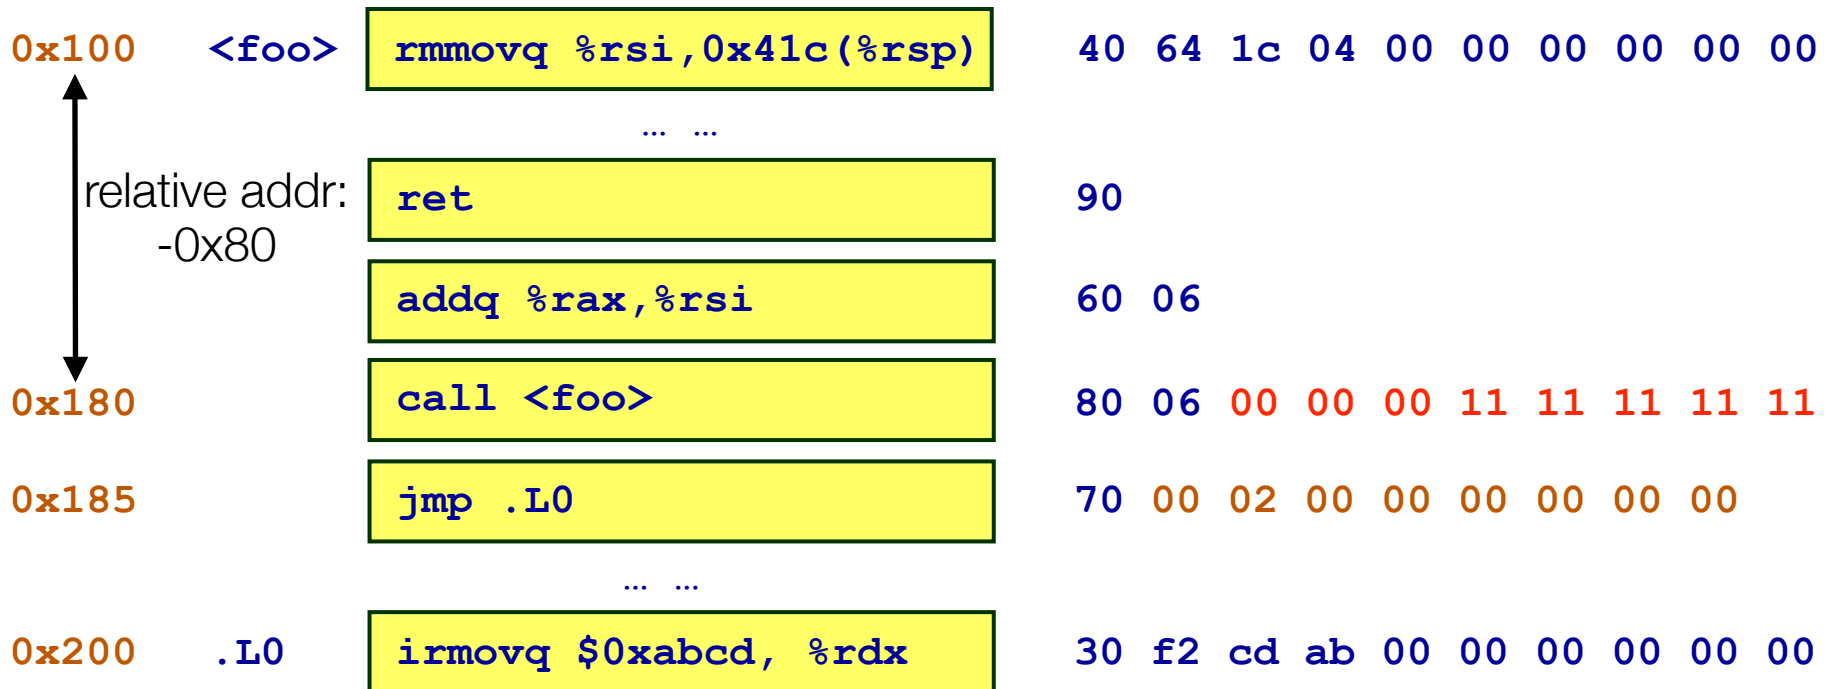 0x100 <foo> rmmovq %rsi,0x41c(%rsp) 40 64 1c 04 00 00 00 00 00 00
… …
relative addr:
-0x80
ret 90
addq %rax,%rsi 60 06
0x180 call <foo> 80 06 00 00 00 11 11 11 11 11
0x185 jmp .L0 70 00 02 00 00 00 00 00 00
… …
0x200 .L0 irmovq $0xabcd, %rdx 30 f2 cd ab 00 00 00 00 00 00